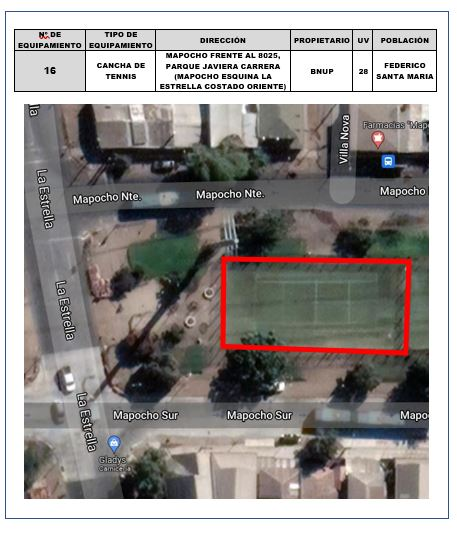 Nº DE EQUIPAMIENTO
TIPO DE EQUIPAMIENTO
DIRECCIÓN
PROPIETARIO
UV
POBLACIÓN
16
CANCHA DE TENNIS
MAPOCHO FRENTE AL 8025,
PARQUE JAVIERA CARRERA
(MAPOCHO ESQUINA LA
ESTRELLA COSTADO ORIENTE)
BNUP
28
FEDERICO SANTA MARIA
la
Farmacias "Mapo
Villa Nova
La Estrella
Mapocho Nte.
Mapocho Nte.
Mapocho
La Estrella
La Estrella
Mapocho Sur
Mapocho Sur
Mapo
Gladys
Carnicería